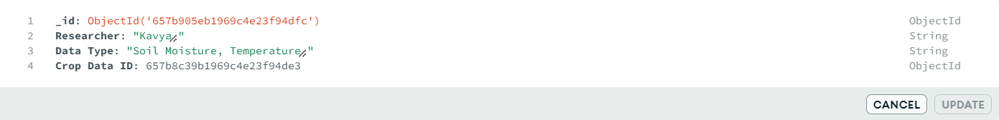 1 _id: ObjectId('657b905eb1969c4e23f94dfc') ObjectId
2 Researcher: "Kavya" String
3 Data Type: "Soil Moisture, Temperature" String
4 Crop Data ID: 657b8c39b1969c4e23f94de3 ObjectId
CANCEL UPDATE